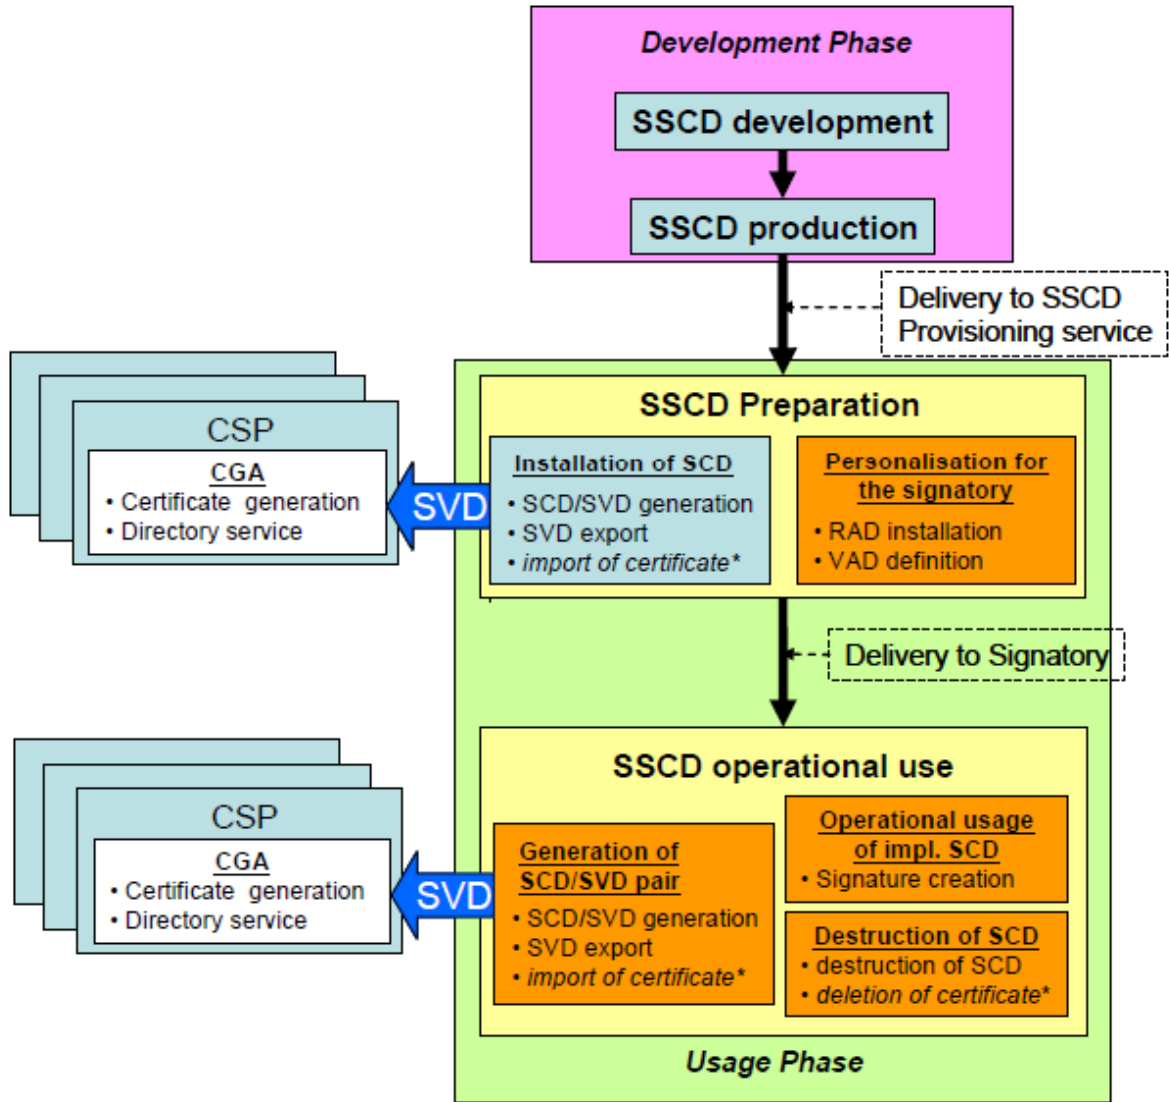 Development Phase
SSCD development
SSCD production
Delivery to SSCD
Provisioning service
SSCD Preparation
CSP
CGA
• Certificate generation
• Directory service
SVD
Installation of SCD
• SCD/SVD generation
• SVD export
• import of certificate*
Personalisation for
the signatory
• RAD installation
• VAD definition
Delivery to Signatory
SSCD operational use
CSP
CGA
• Certificate generation
• Directory service
SVD
Generation of
SCD/SVD pair
• SCD/SVD generation
• SVD export
• import of certificate*
Operational usage
of impl. SCD
• Signature creation
Destruction of SCD
• destruction of SCD
• deletion of certificate*
Usage Phase